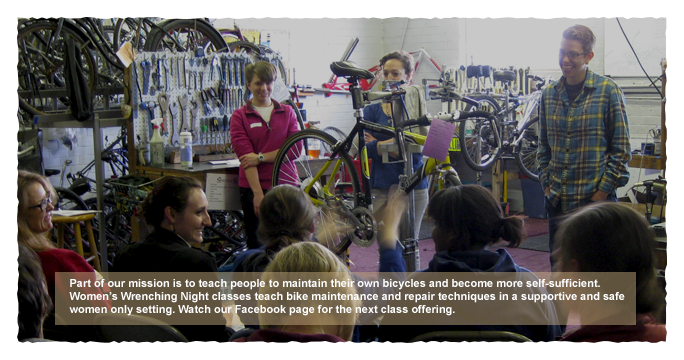 Part of our mission is to teach people to maintain their own bicycles and become more self-sufficient.
Women's Wrenching Night classes teach bike maintenance and repair techniques in a supportive and safe
women only setting. Watch our Facebook page for the next class offering.